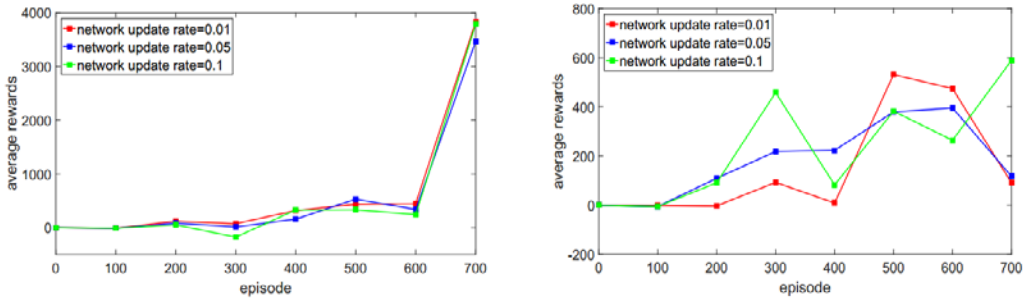 4000
3000
2000
1000
0
average rewards
network update rate=0.01
network update rate=0.05
network update rate=0.1
0 100 200 300 400 500 600 700
episode
800
600
400
200
0
-200
average rewards
network update rate=0.01
network update rate=0.05
network update rate=0.1
0 100 200 300 400 500 600 700
episode